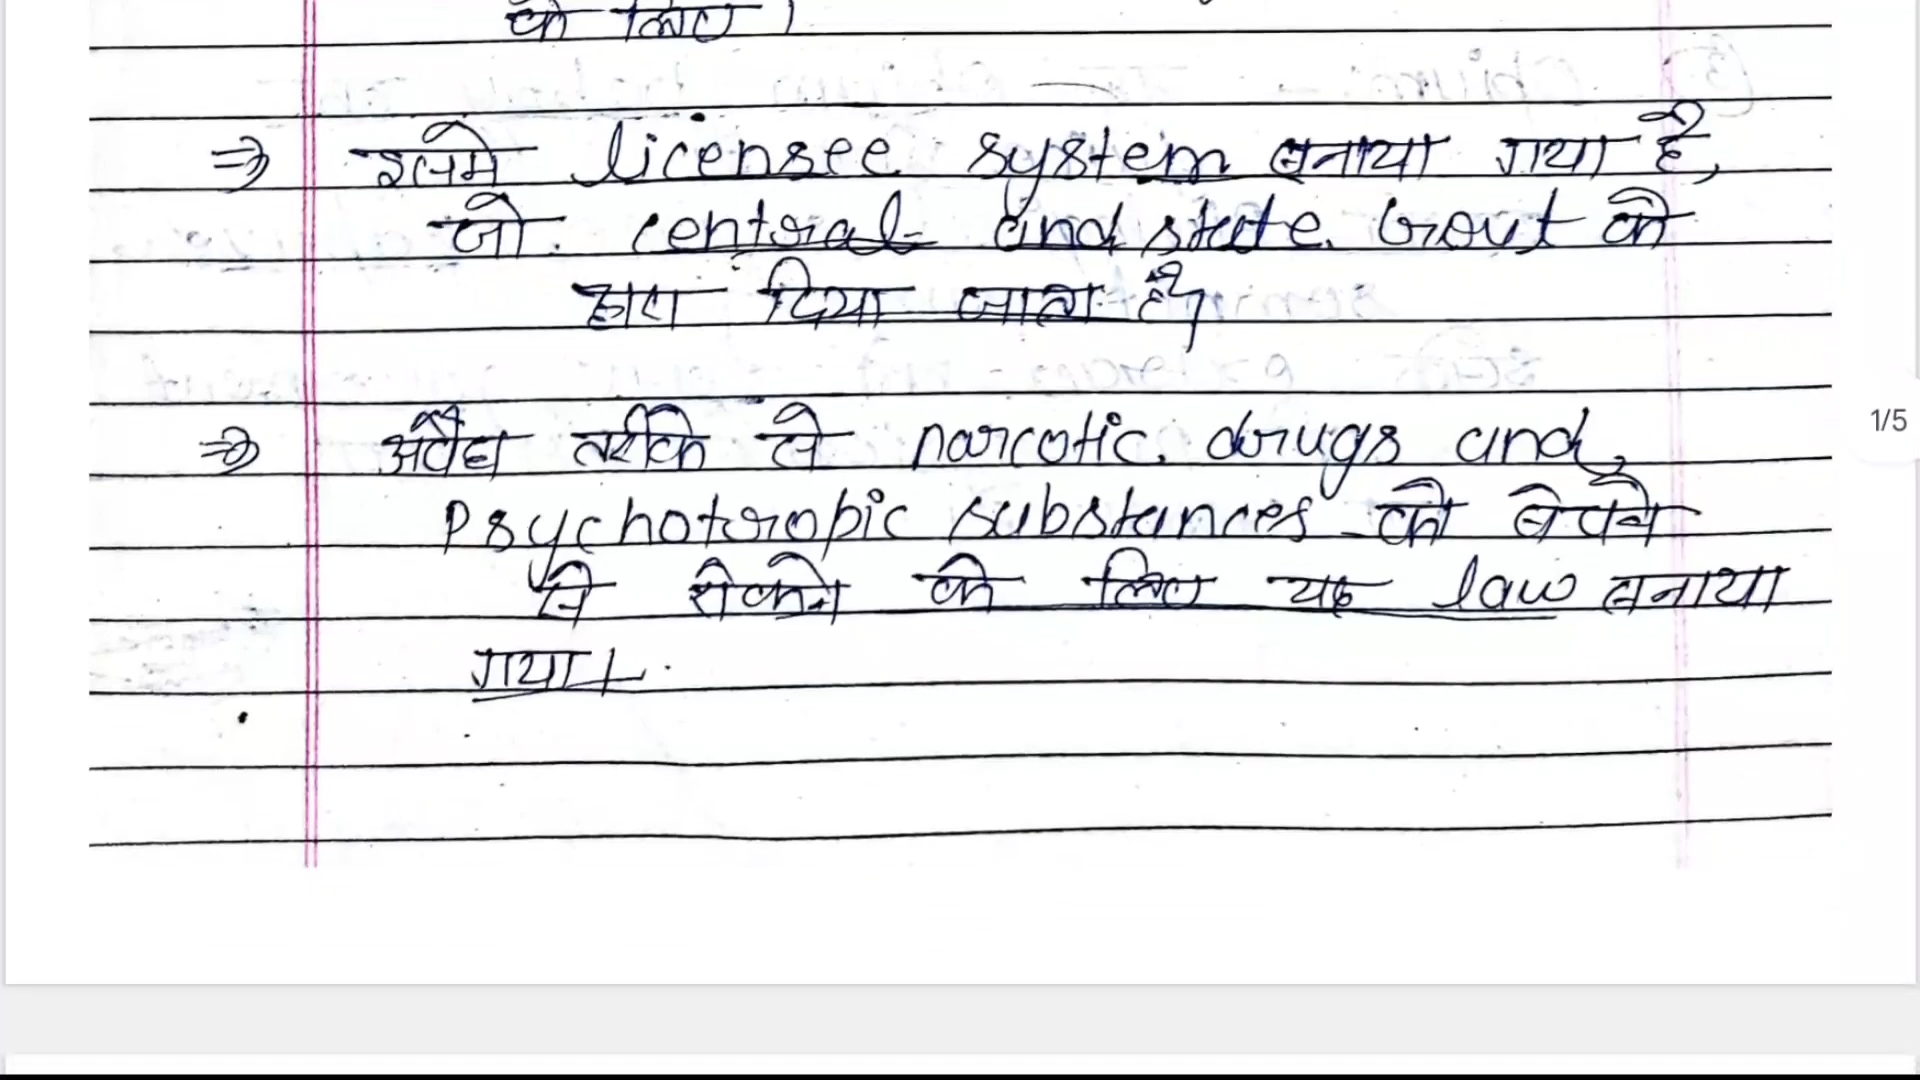 के लिए।
⇒ इसमे licensee system बनाया गया है,
जो central and state Govt के
द्वारा दिया जाता है।
⇒ अवैध तरीके से narcotic drugs and
Psychotropic substances को बेचने
से रोकने के लिए यह law बनाया
गया।
1/5